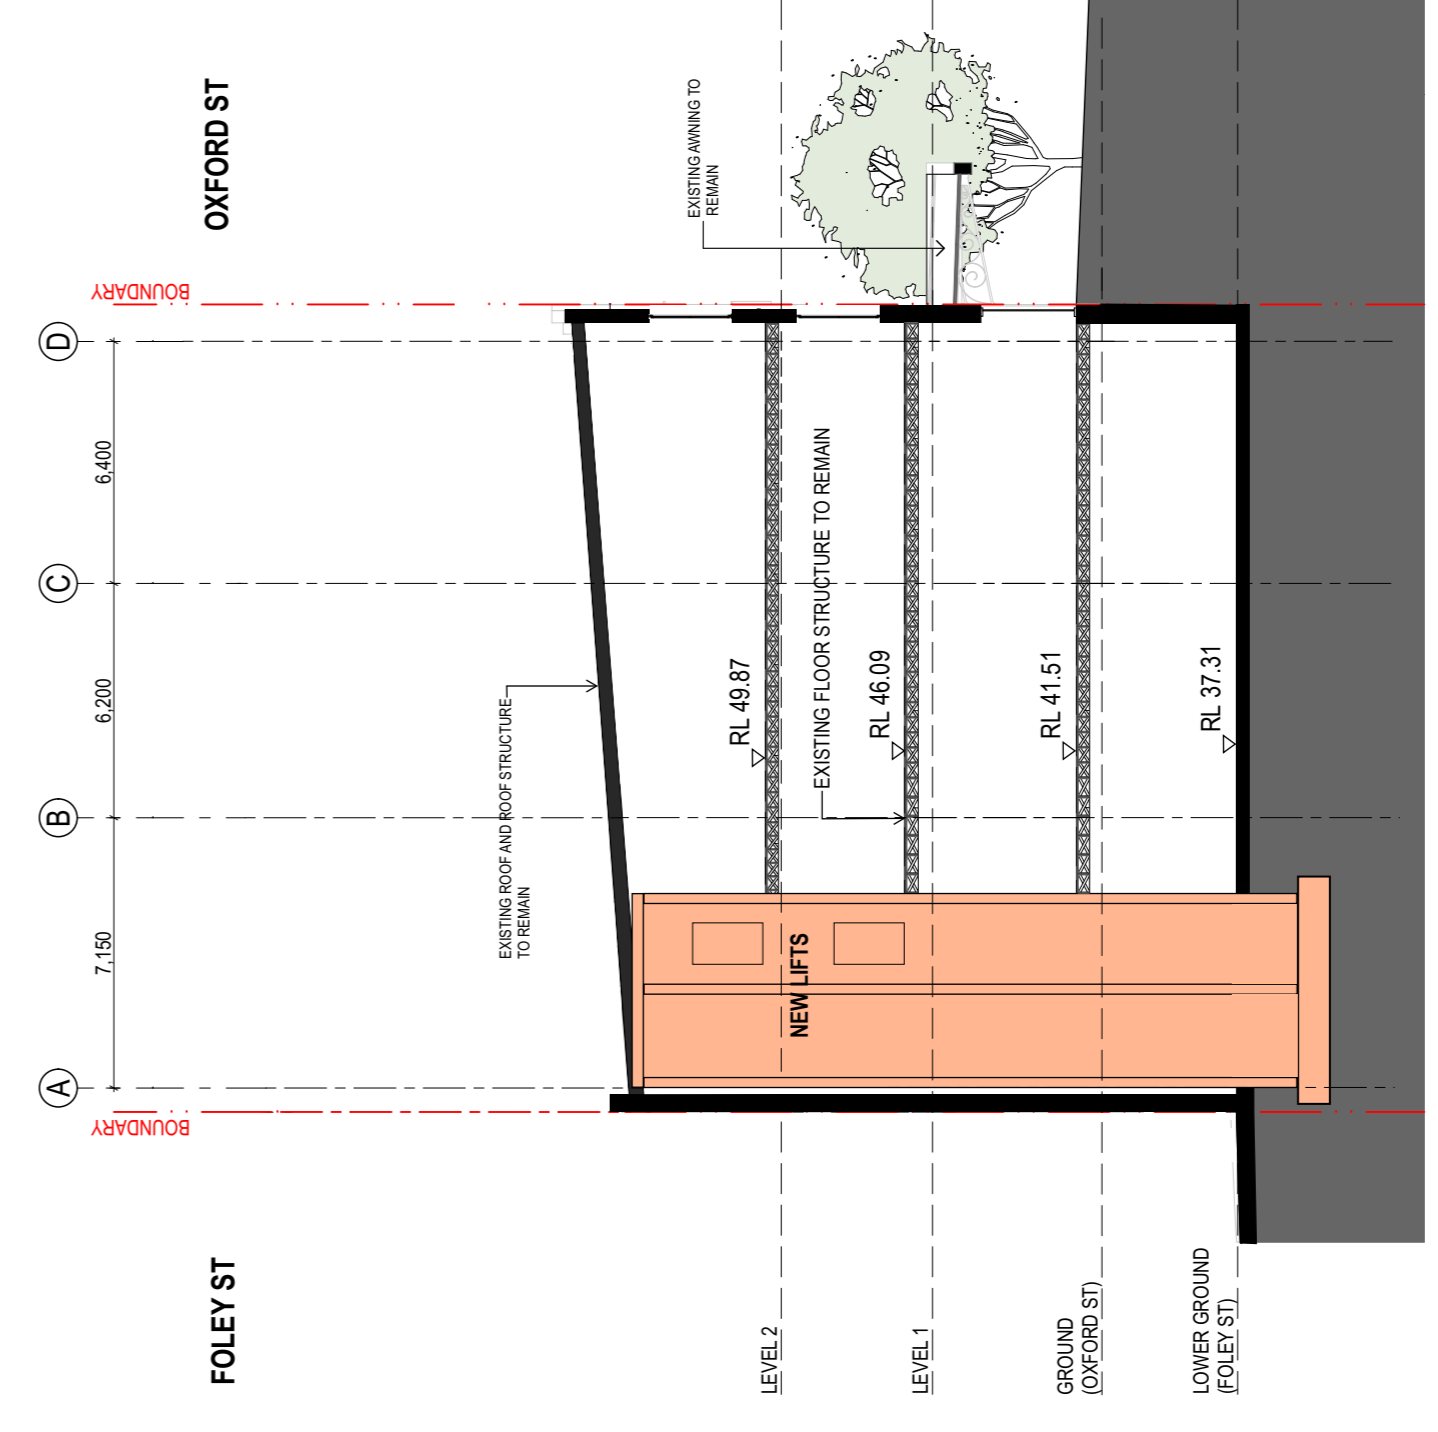 FOLEY ST
OXFORD ST
BOUNDARY
BOUNDARY
A
B
C
D
7,150
6,200
6,400
EXISTING ROOF AND ROOF STRUCTURE
TO REMAIN
EXISTING AWNING TO
REMAIN
LEVEL 2
RL 49.87
NEW LIFTS
EXISTING FLOOR STRUCTURE TO REMAIN
LEVEL 1
RL 46.09
GROUND
(OXFORD ST)
RL 41.51
LOWER GROUND
(FOLEY ST)
RL 37.31